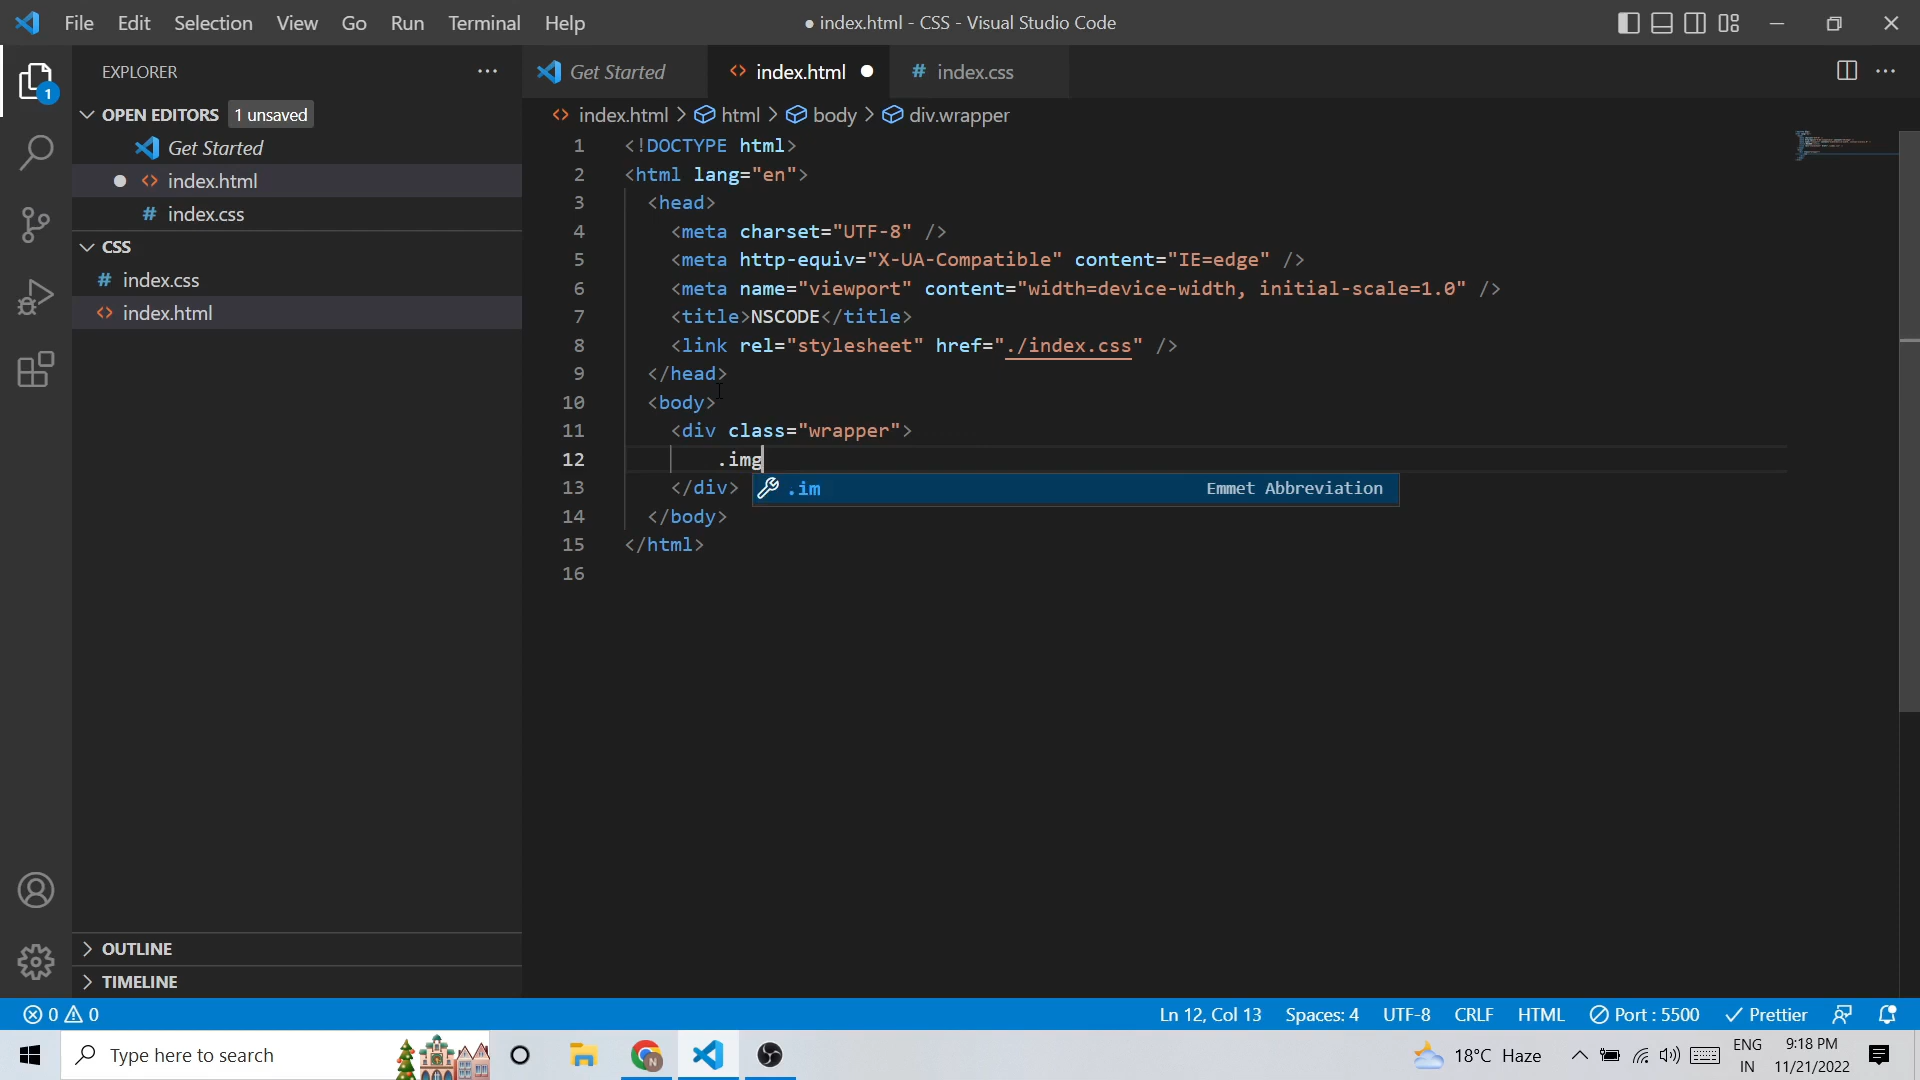 File Edit Selection View Go Run Terminal Help
● index.html - CSS - Visual Studio Code
EXPLORER
OPEN EDITORS 1 unsaved
Get Started
index.html
index.css
CSS
index.css
index.html
OUTLINE
TIMELINE
1
Get Started index.html index.css
index.html > html > body > div.wrapper
1 <!DOCTYPE html>
2 <html lang="en">
3 <head>
4 <meta charset="UTF-8" />
5 <meta http-equiv="X-UA-Compatible" content="IE=edge" />
6 <meta name="viewport" content="width=device-width, initial-scale=1.0" />
7 <title>NSCODE</title>
8 <link rel="stylesheet" href="./index.css" />
9 </head>
10 <body>
11 <div class="wrapper">
12 .img
13 </div>
.im Emmet Abbreviation
14 </body>
15 </html>
16
0 0 Ln 12, Col 13 Spaces: 4 UTF-8 CRLF HTML Port : 5500 Prettier
Type here to search
N
18°C Haze
ENG
IN
9:18 PM
11/21/2022